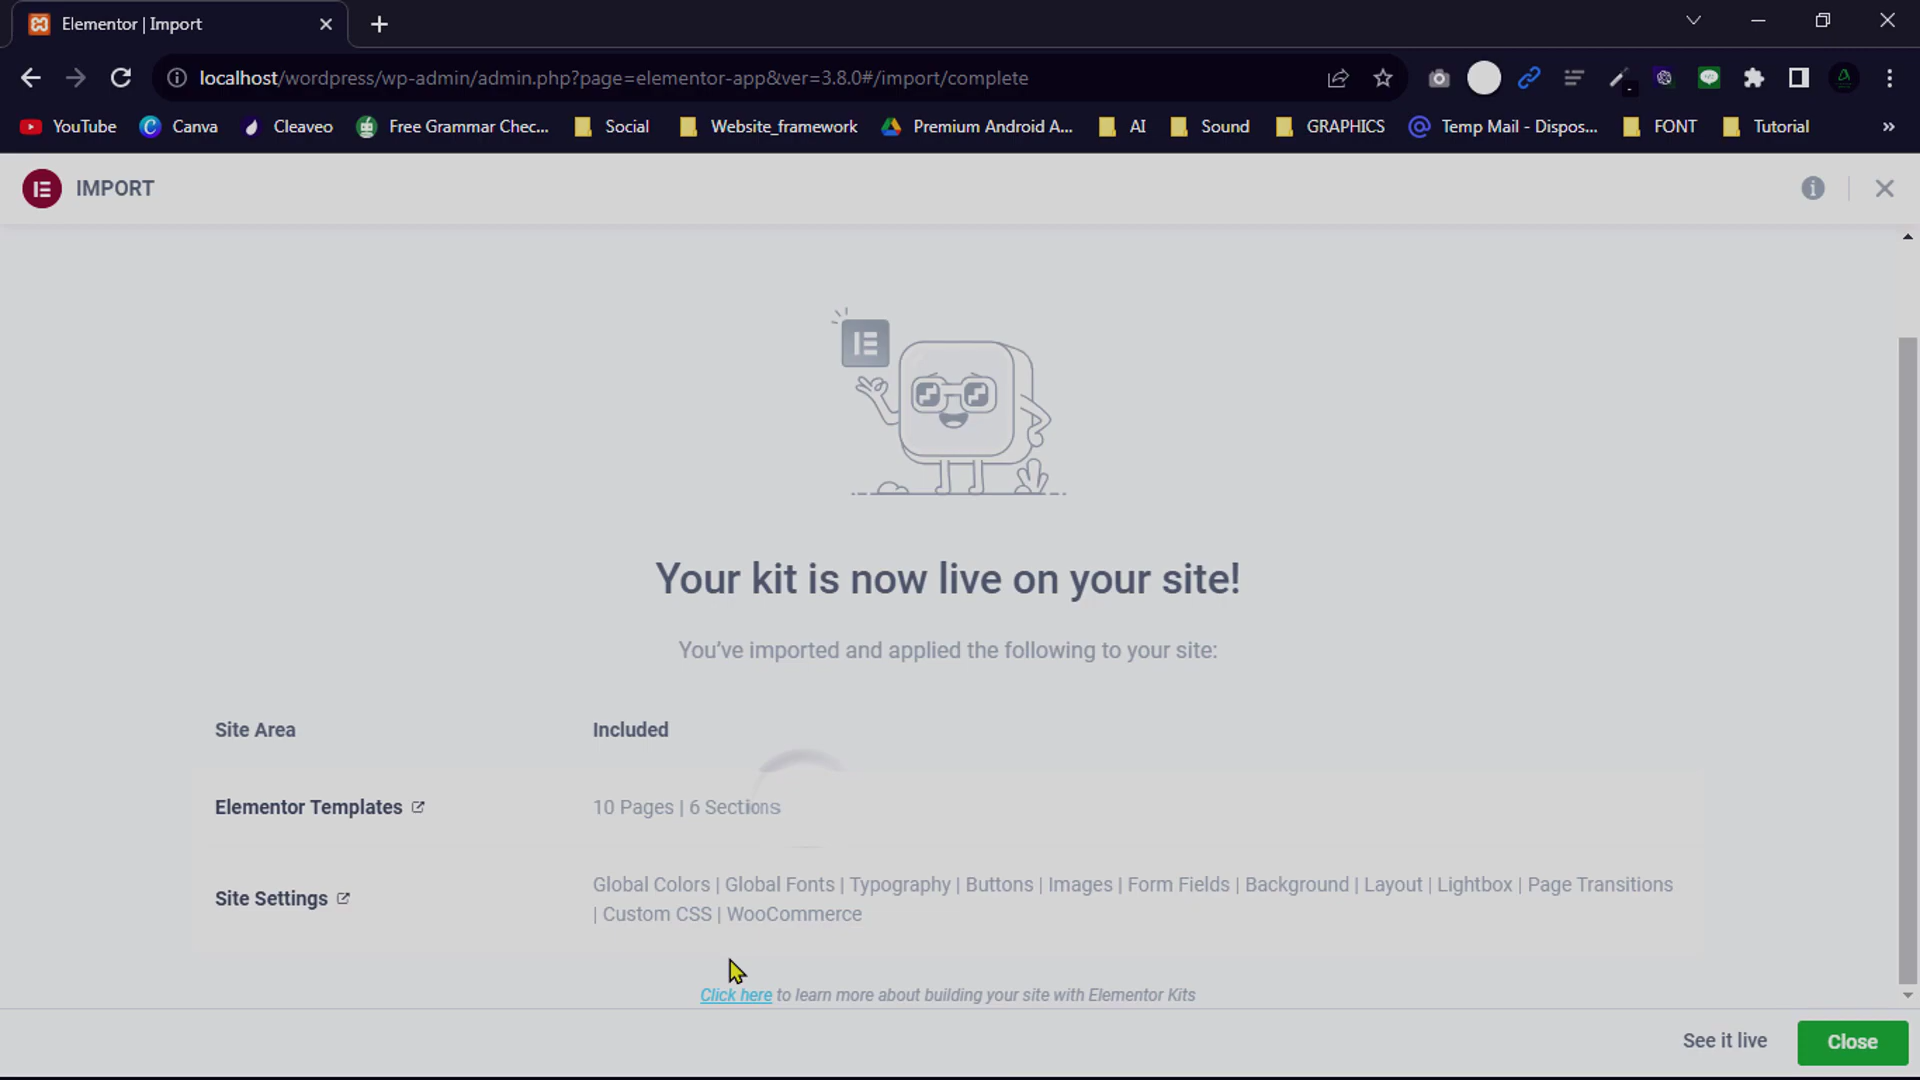 Elementor | Import
localhost/wordpress/wp-admin/admin.php?page=elementor-app&ver=3.8.0#/import/complete
YouTube Canva Cleaveo Free Grammar Chec... Social Website_framework Premium Android A... AI Sound GRAPHICS Temp Mail - Dispos... FONT Tutorial »
IMPORT
Your kit is now live on your site!
You've imported and applied the following to your site:
Site Area Included
Elementor Templates 10 Pages | 6 Sections
Site Settings Global Colors | Global Fonts | Typography | Buttons | Images | Form Fields | Background | Layout | Lightbox | Page Transitions
| Custom CSS | WooCommerce
Click here to learn more about building your site with Elementor Kits
See it live Close